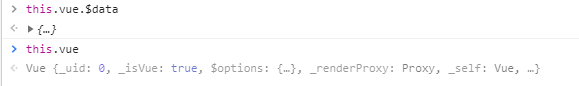 this.vue.$data
{…}
this.vue
Vue {_uid: 0, _isVue: true, $options: {…}, _renderProxy: Proxy, _self: Vue, …}